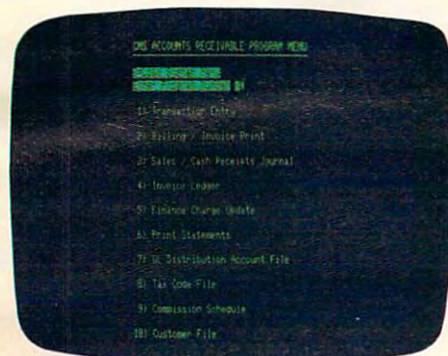 CMS ACCOUNTS RECEIVABLE PROGRAM MENU
1) Transaction Entry
2) Billing / Invoice Print
3) Sales / Cash Receipts Journal
4) Invoice Ledger
5) Finance Charge Update
6) Print Statements
7) GL Distribution Account File
8) Tax Code File
9) Commission Schedule
10) Customer File